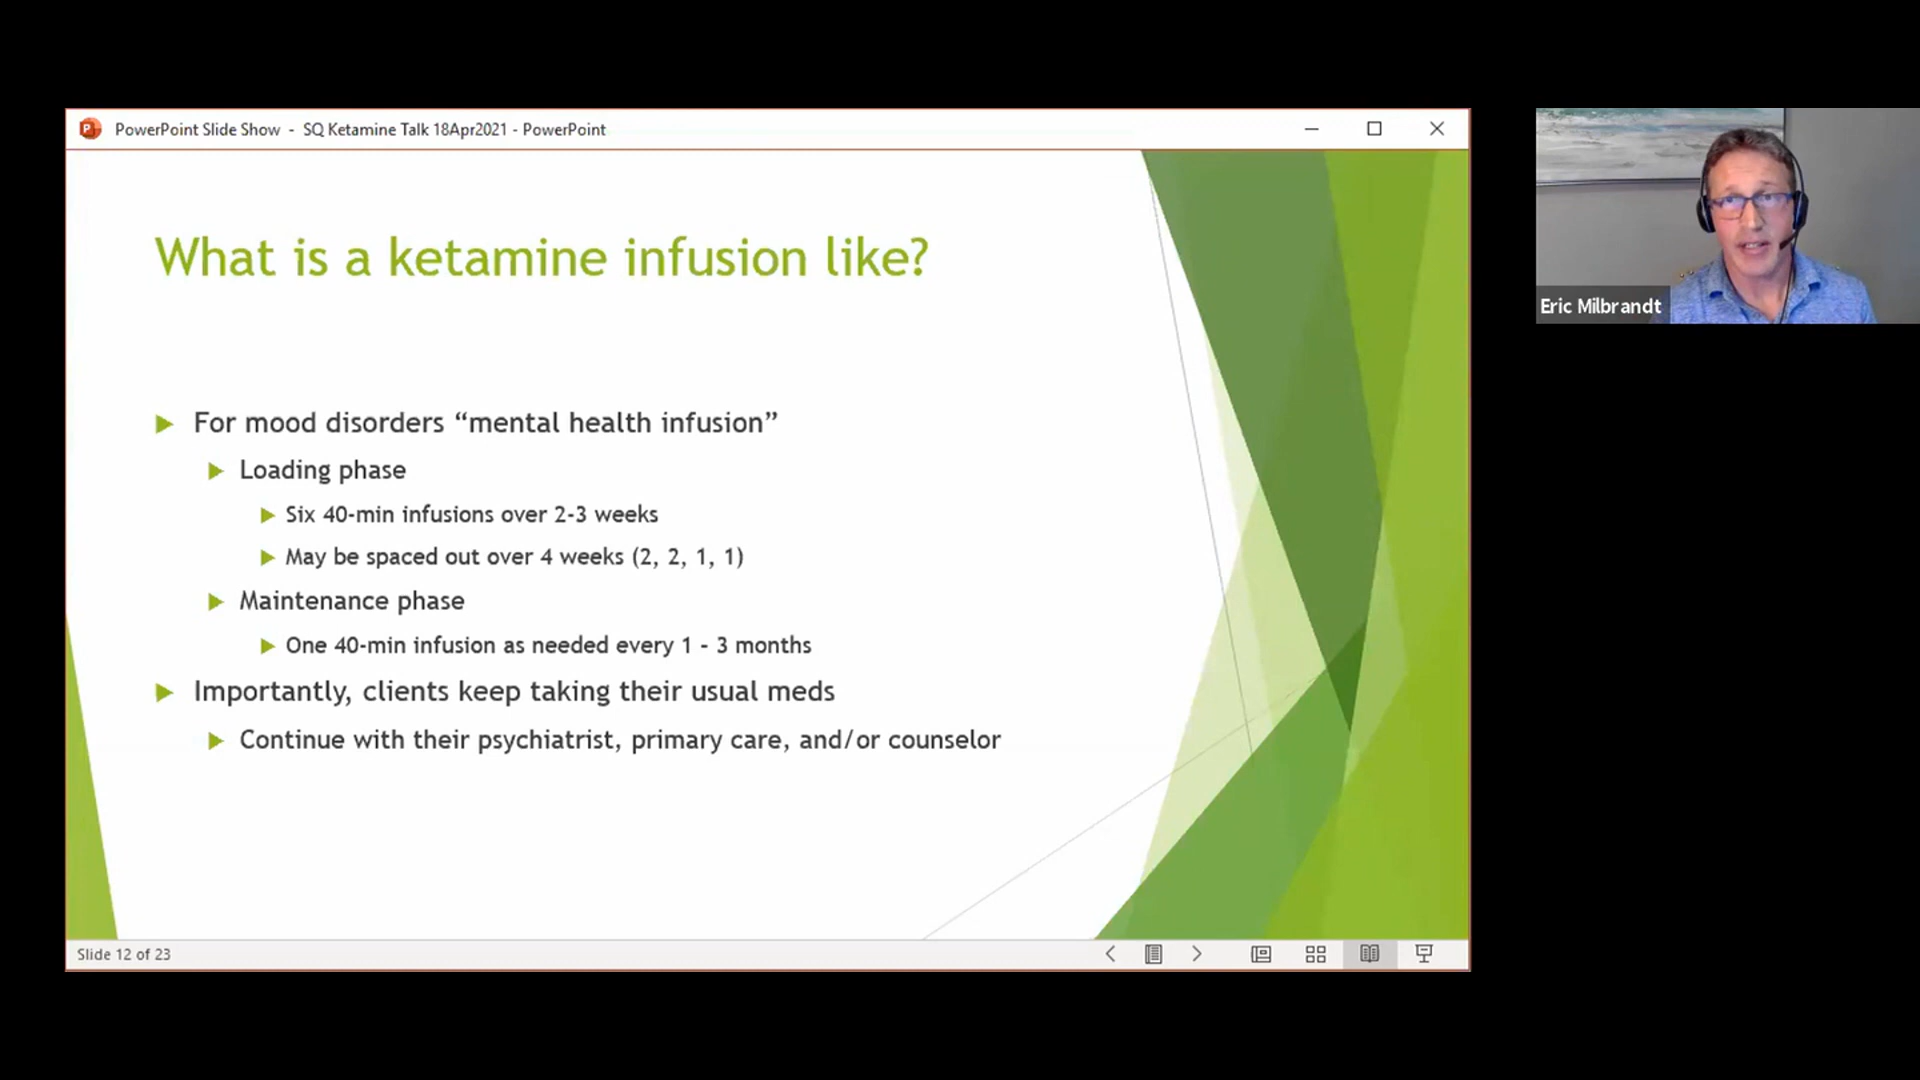 PowerPoint Slide Show - SQ Ketamine Talk 18Apr2021 - PowerPoint
What is a ketamine infusion like?
For mood disorders “mental health infusion”
Loading phase
Six 40-min infusions over 2-3 weeks
May be spaced out over 4 weeks (2, 2, 1, 1)
Maintenance phase
One 40-min infusion as needed every 1 - 3 months
Importantly, clients keep taking their usual meds
Continue with their psychiatrist, primary care, and/or counselor
Slide 12 of 23
Eric Milbrandt